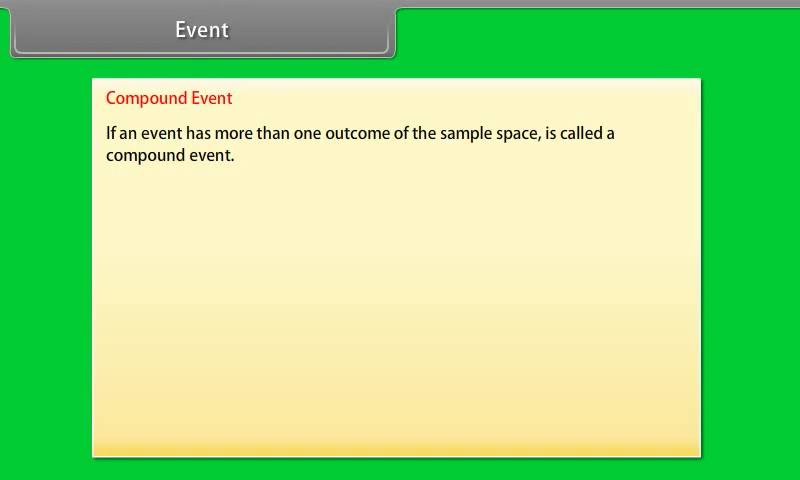 Event
Compound Event
If an event has more than one outcome of the sample space, is called a
compound event.